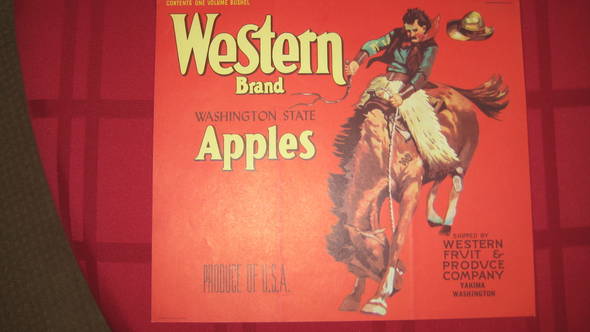 CONTENTS ONE VOLUME BUSHEL
Western
Brand
WASHINGTON STATE
Apples
PRODUCE OF U.S.A.
SHIPPED BY
WESTERN
FRUIT &
PRODUCE
COMPANY
YAKIMA
WASHINGTON